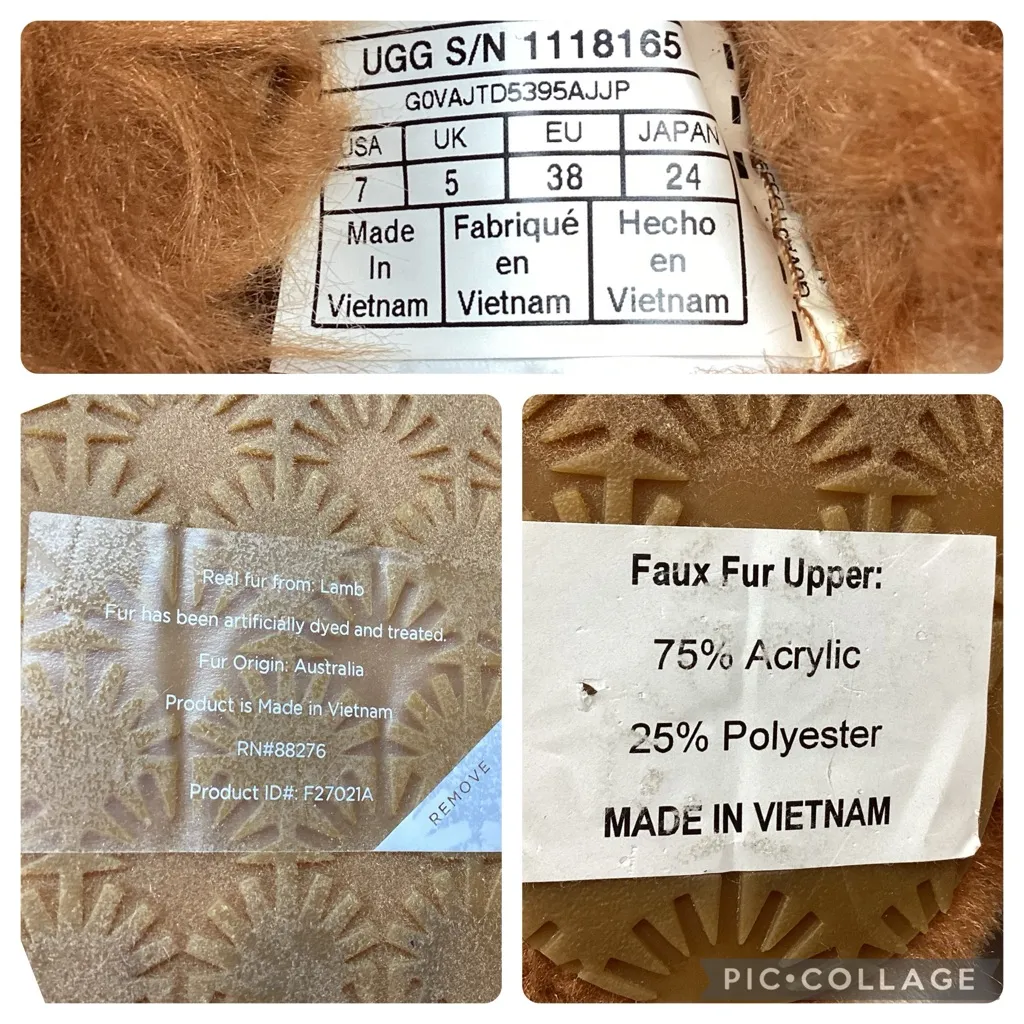 UGG S/N 1118165
G0VAJTD5395AJJP
USA UK EU JAPAN
7 5 38 24
Made In Vietnam
Fabriqué en Vietnam
Hecho en Vietnam
Real fur from: Lamb
Fur has been artificially dyed and treated.
Fur Origin: Australia
Product is Made in Vietnam
RN#88276
Product ID#: F27021A
REMOVE
Faux Fur Upper:
75% Acrylic
25% Polyester
MADE IN VIETNAM
PIC•COLLAGE